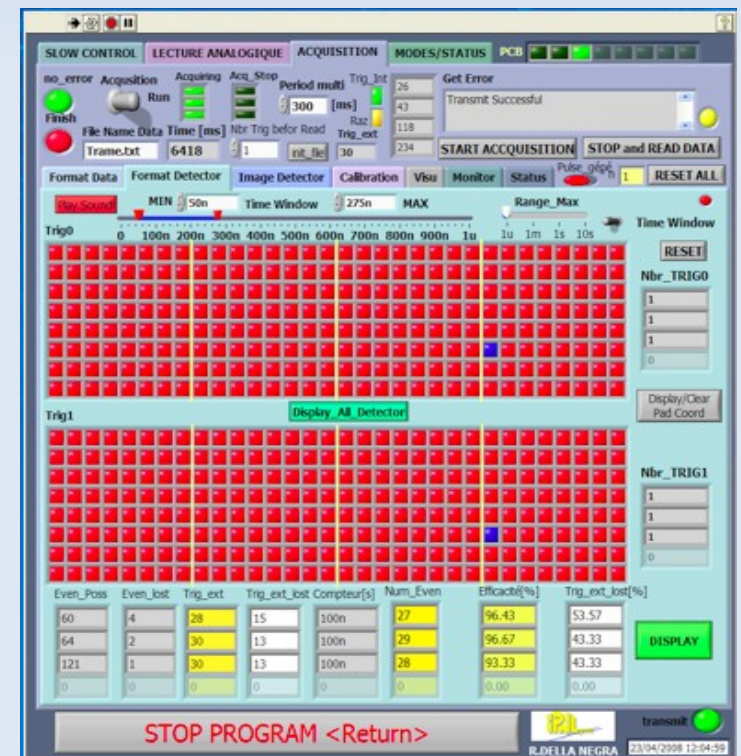 SLOW CONTROL LECTURE ANALOGIQUE ACQUISITION MODES/STATUS PCB
no_error Acqusition Acquiring Acq_Stop Period multi Trig_Int 26 Get Error
Run 300 [ms] 43 Transmit Successful
Finish Raz 118
File Name Data Time [ms] Nbr Trig befor Read Trig_ext
Trame.txt 6418 1 init_file 30 234 START ACCQUISITION STOP and READ DATA
Format Data Format Detector Image Detector Calibration Visu Monitor Status 1 RESET ALL
Play Sound! MIN 50n Time Window 275n MAX Range_Max
Trig0 0 100n 200n 300n 400n 500n 600n 700n 800n 900n 1u 1u 1m 1s 10s Time Window
RESET
Nbr_TRIG0
1
1
1
0
Display/Clear
Pad Coord
Trig1 Display_All_Detector
Nbr_TRIG1
1
1
1
0
Even_Poss Even_lost Trig_ext Trig_ext_lost Compteur[s] Num_Even Efficacité[%] Trig_ext_lost[%]
60 4 28 15 100n 27 96.43 53.57
64 2 30 13 100n 29 96.67 43.33 DISPLAY
121 1 30 13 100n 28 93.33 43.33
0 0 0 0 0 0 0.00 0.00
STOP PROGRAM <Return> transmit
R.DELLA NEGRA 23/04/2008 12:04:59